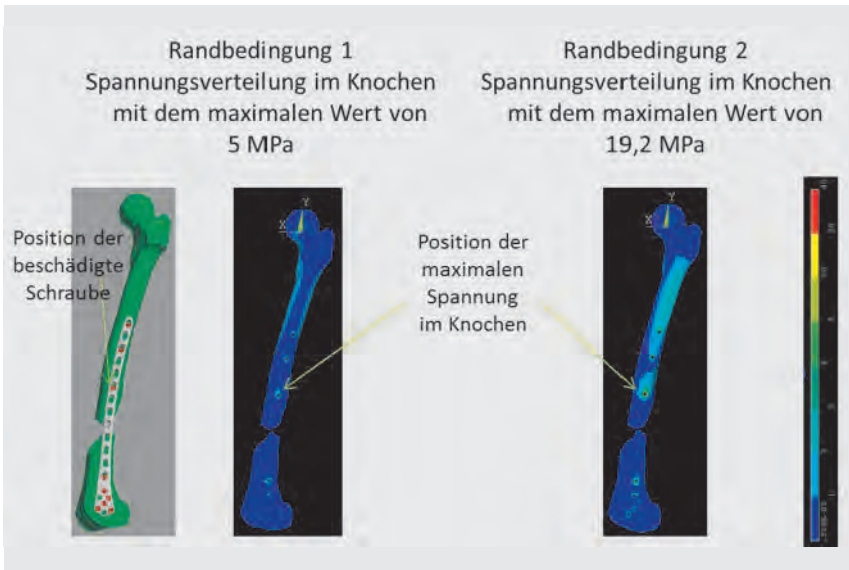 Randbedingung 1
Spannungsverteilung im Knochen
mit dem maximalen Wert von
5 MPa
Randbedingung 2
Spannungsverteilung im Knochen
mit dem maximalen Wert von
19,2 MPa
Position der
beschädigte
Schraube
Y
X
Position der
maximalen
Spannung
im Knochen
Y
X